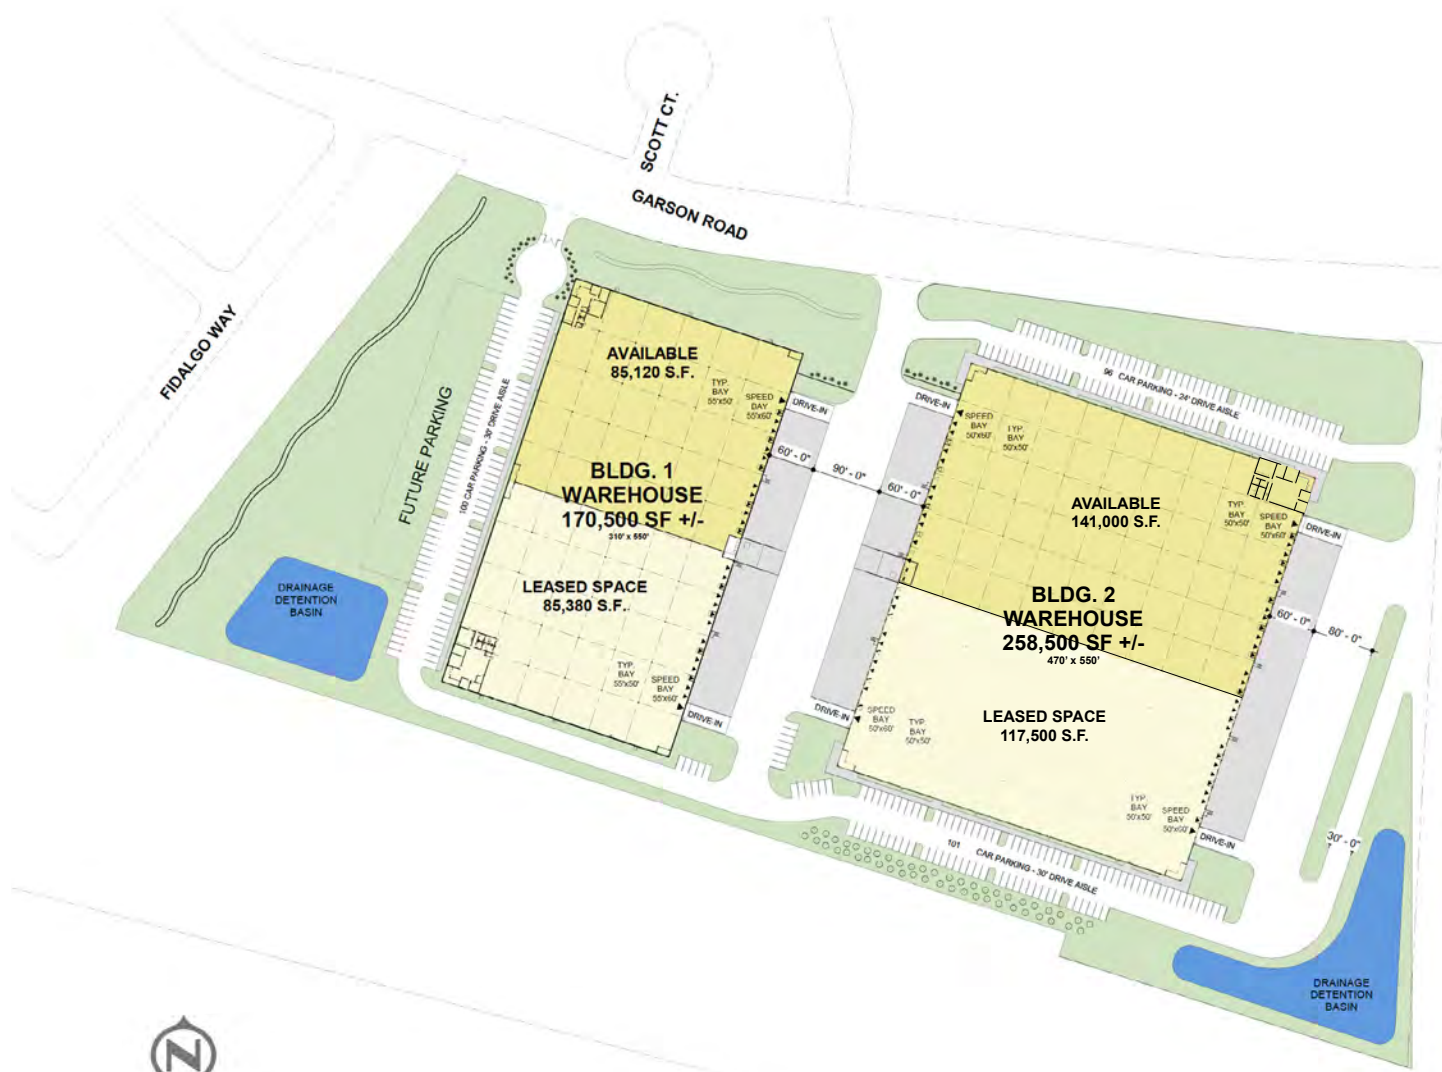 SCOTT CT.
GARSON ROAD
FIDALGO WAY
FUTURE PARKING
100 CAR PARKING - 30' DRIVE AISLE
AVAILABLE
85,120 S.F.
TYP.
BAY
55'x50'
SPEED
BAY
55'x60'
DRIVE-IN
BLDG. 1
WAREHOUSE
170,500 SF +/-
310' x 550'
LEASED SPACE
85,380 S.F.
TYP.
BAY
55'x50'
SPEED
BAY
55'x60'
DRIVE-IN
60' - 0"
90' - 0"
60' - 0"
DRIVE-IN
SPEED
BAY
50'x60'
TYP.
BAY
50'x50'
96 CAR PARKING - 24' DRIVE AISLE
AVAILABLE
141,000 S.F.
TYP.
BAY
50'x50'
SPEED
BAY
50'x60'
DRIVE-IN
BLDG. 2
WAREHOUSE
258,500 SF +/-
470' x 550'
60' - 0"
80' - 0"
LEASED SPACE
117,500 S.F.
DRIVE-IN
SPEED
BAY
50'x60'
TYP.
BAY
50'x50'
TYP.
BAY
50'x50'
SPEED
BAY
50'x60'
DRIVE-IN
30' - 0"
101 CAR PARKING - 30' DRIVE AISLE
DRAINAGE
DETENTION
BASIN
DRAINAGE
DETENTION
BASIN
N